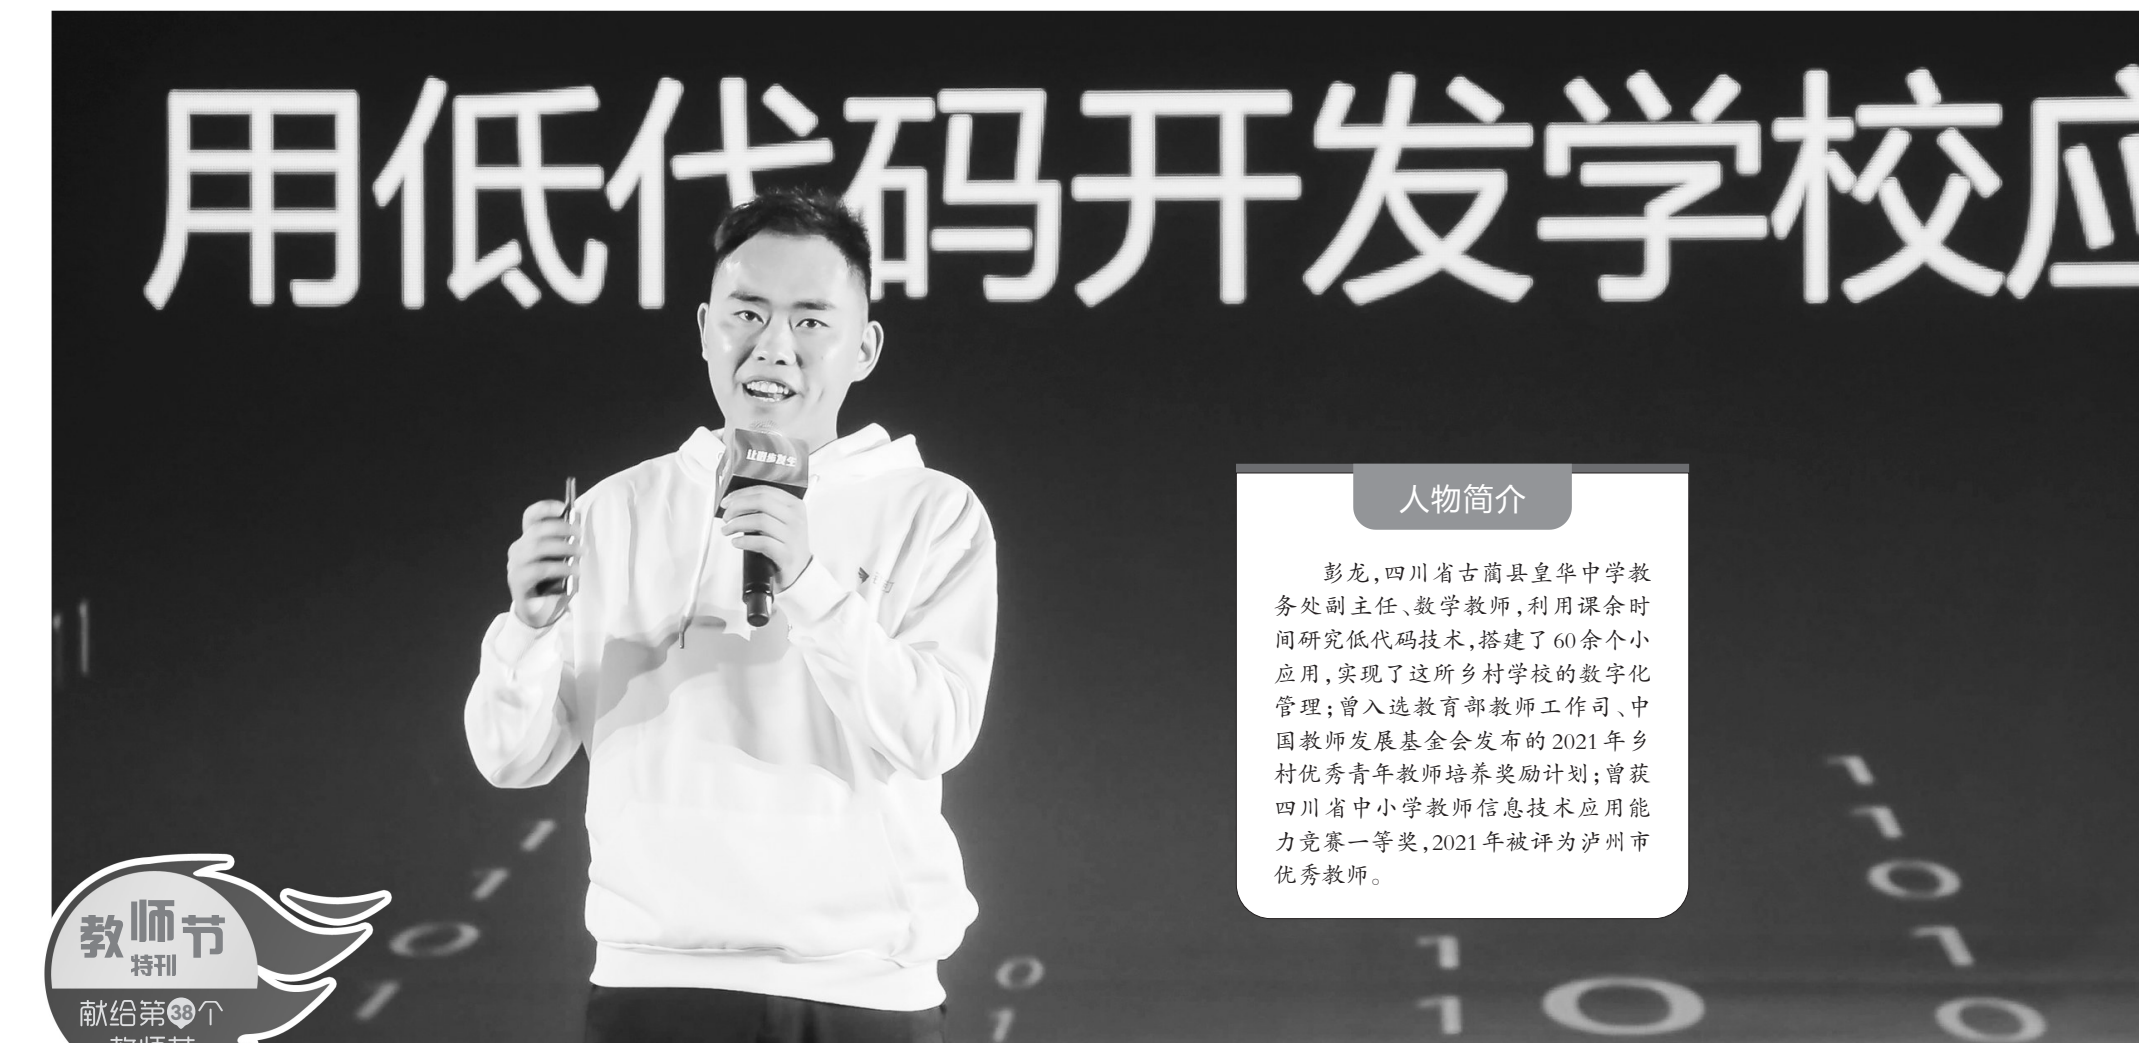 用低代码开发学校应
让进步发生
人物简介
彭龙,四川省古蔺县皇华中学教
务处副主任、数学教师,利用课余时
间研究低代码技术,搭建了60余个小
应用,实现了这所乡村学校的数字化
管理;曾入选教育部教师工作司、中
国教师发展基金会发布的2021年乡
村优秀青年教师培养奖励计划;曾获
四川省中小学教师信息技术应用能
力竞赛一等奖,2021年被评为泸州市
优秀教师。
教师节
特刊
献给第38个
教师节